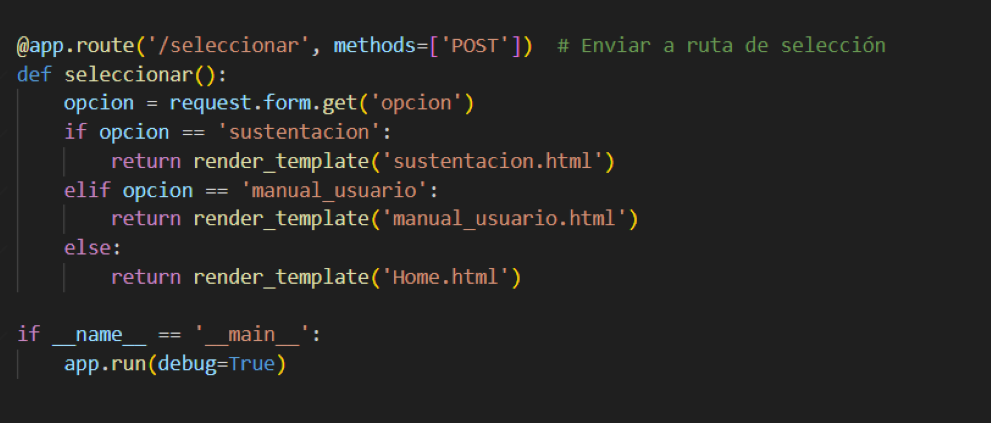 @app.route('/seleccionar', methods=['POST'])  # Enviar a ruta de selección
def seleccionar():
    opcion = request.form.get('opcion')
    if opcion == 'sustentacion':
        return render_template('sustentacion.html')
    elif opcion == 'manual_usuario':
        return render_template('manual_usuario.html')
    else:
        return render_template('Home.html')
if __name__ == '__main__':
    app.run(debug=True)